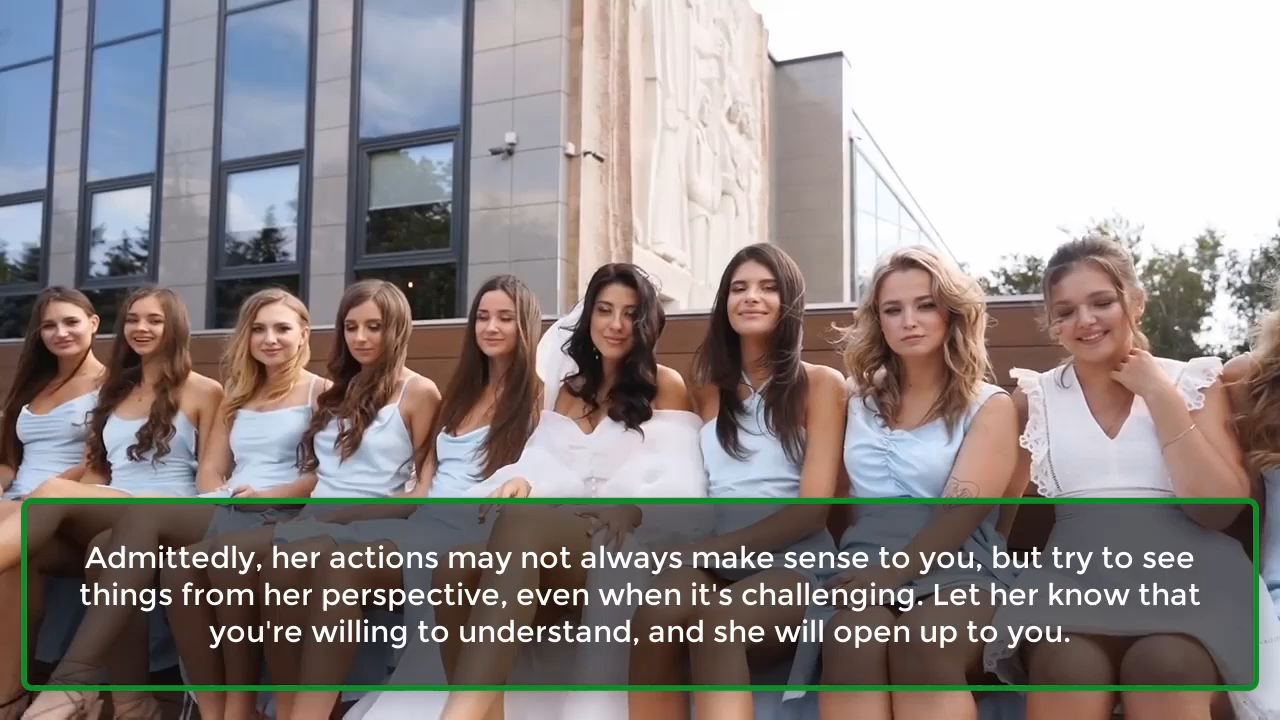 Admittedly, her actions may not always make sense to you, but try to see
things from her perspective, even when it's challenging. Let her know that
you're willing to understand, and she will open up to you.